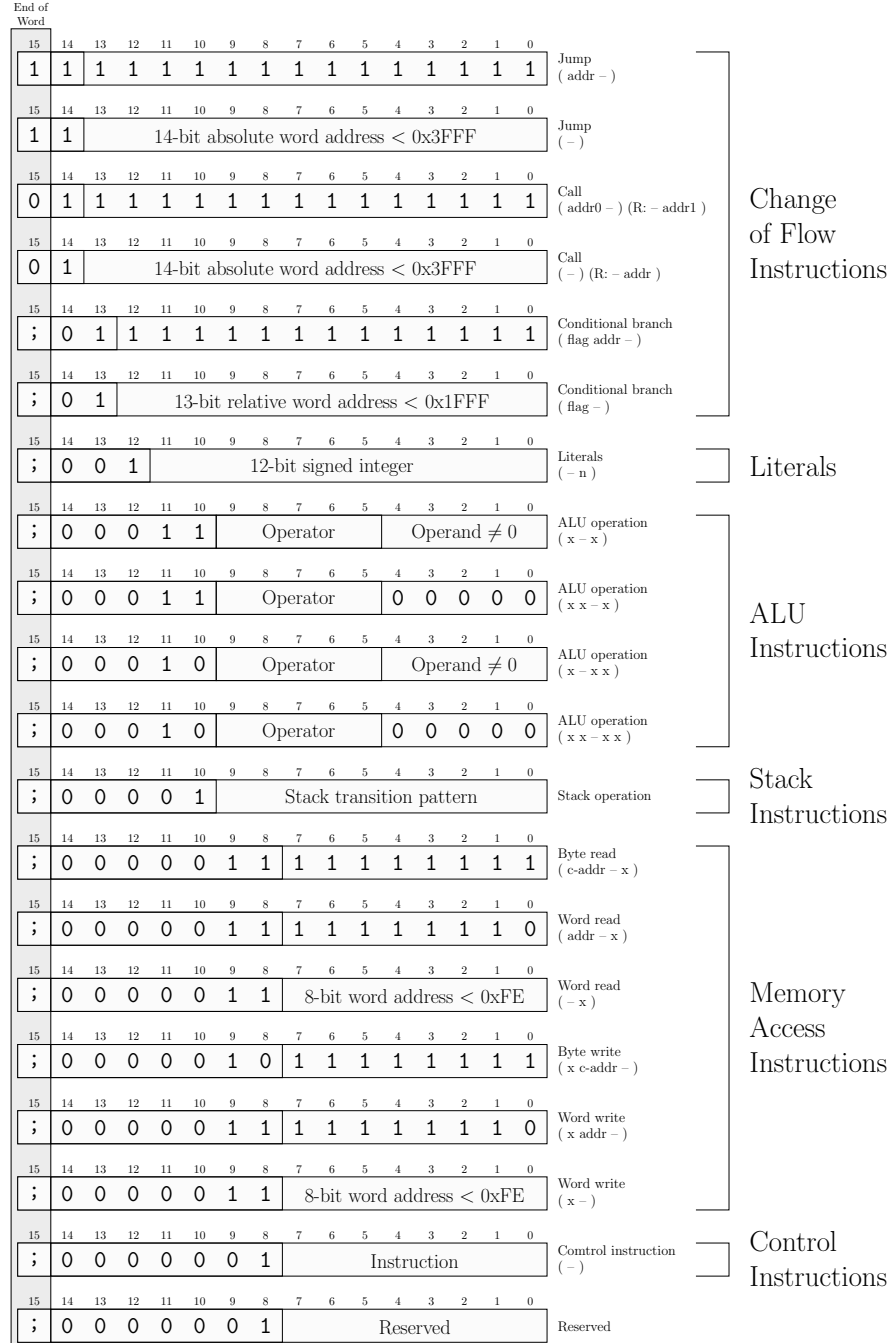 End of
Word
15 14 13 12 11 10 9 8 7 6 5 4 3 2 1 0
1 1 1 1 1 1 1 1 1 1 1 1 1 1 1 1
Jump
( addr – )
15 14 13 12 11 10 9 8 7 6 5 4 3 2 1 0
1 1 14-bit absolute word address < 0x3FFF
Jump
( – )
15 14 13 12 11 10 9 8 7 6 5 4 3 2 1 0
0 1 1 1 1 1 1 1 1 1 1 1 1 1 1 1
Call
( addr0 – ) (R: – addr1 )
15 14 13 12 11 10 9 8 7 6 5 4 3 2 1 0
0 1 14-bit absolute word address < 0x3FFF
Call
( – ) (R: – addr )
15 14 13 12 11 10 9 8 7 6 5 4 3 2 1 0
; 0 1 1 1 1 1 1 1 1 1 1 1 1 1 1
Conditional branch
( flag addr – )
15 14 13 12 11 10 9 8 7 6 5 4 3 2 1 0
; 0 1 13-bit relative word address < 0x1FFF
Conditional branch
( flag – )
Change
of Flow
Instructions
15 14 13 12 11 10 9 8 7 6 5 4 3 2 1 0
; 0 0 1 12-bit signed integer
Literals
( – n )
Literals
15 14 13 12 11 10 9 8 7 6 5 4 3 2 1 0
; 0 0 0 1 1 Operator Operand ≠ 0
ALU operation
( x – x )
15 14 13 12 11 10 9 8 7 6 5 4 3 2 1 0
; 0 0 0 1 1 Operator 0 0 0 0 0
ALU operation
( x x – x )
15 14 13 12 11 10 9 8 7 6 5 4 3 2 1 0
; 0 0 0 1 0 Operator Operand ≠ 0
ALU operation
( x – x x )
15 14 13 12 11 10 9 8 7 6 5 4 3 2 1 0
; 0 0 0 1 0 Operator 0 0 0 0 0
ALU operation
( x x – x x )
ALU
Instructions
15 14 13 12 11 10 9 8 7 6 5 4 3 2 1 0
; 0 0 0 0 1 Stack transition pattern
Stack operation
Stack
Instructions
15 14 13 12 11 10 9 8 7 6 5 4 3 2 1 0
; 0 0 0 0 0 1 1 1 1 1 1 1 1 1 1
Byte read
( c-addr – x )
15 14 13 12 11 10 9 8 7 6 5 4 3 2 1 0
; 0 0 0 0 0 1 1 1 1 1 1 1 1 1 0
Word read
( addr – x )
15 14 13 12 11 10 9 8 7 6 5 4 3 2 1 0
; 0 0 0 0 0 1 1 8-bit word address < 0xFE
Word read
( – x )
15 14 13 12 11 10 9 8 7 6 5 4 3 2 1 0
; 0 0 0 0 0 1 0 1 1 1 1 1 1 1 1
Byte write
( x c-addr – )
15 14 13 12 11 10 9 8 7 6 5 4 3 2 1 0
; 0 0 0 0 0 1 1 1 1 1 1 1 1 1 0
Word write
( x addr – )
15 14 13 12 11 10 9 8 7 6 5 4 3 2 1 0
; 0 0 0 0 0 1 1 8-bit word address < 0xFE
Word write
( x – )
Memory
Access
Instructions
15 14 13 12 11 10 9 8 7 6 5 4 3 2 1 0
; 0 0 0 0 0 0 1 Instruction
Comtrol instruction
( – )
Control
Instructions
15 14 13 12 11 10 9 8 7 6 5 4 3 2 1 0
; 0 0 0 0 0 0 1 Reserved
Reserved